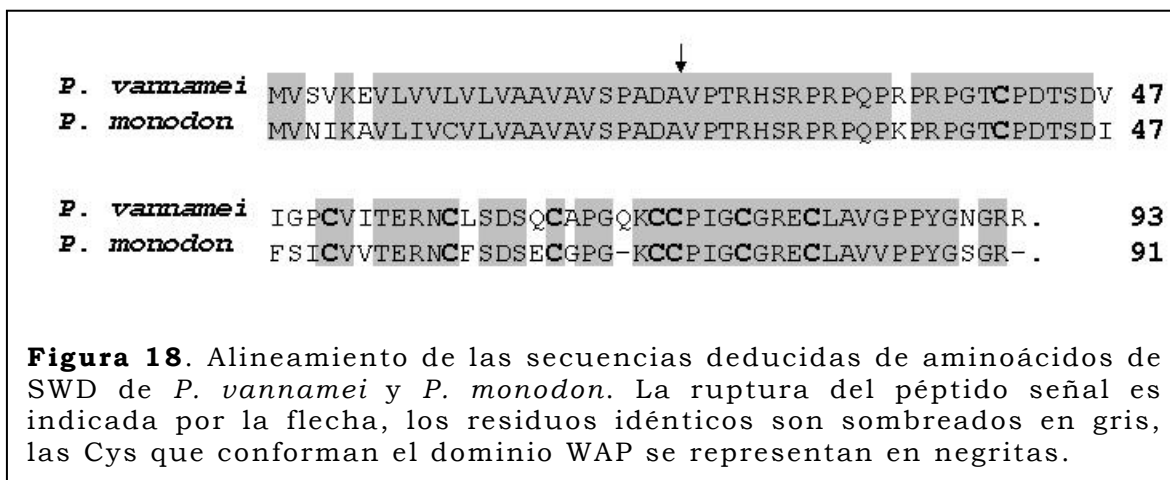 P. vannamei MVSVKEVLVVLVLVAAVAVSPADAVPTRHSRPRPQPRPRPGTCPDTSDV 47
P. monodon MVNIKAVLIVCVLVAAVAVSPADAVPTRHSRPRPQPKPRPGTCPDTSDI 47
P. vannamei IGPCVITERNCLSDSQCAPGQKCCPIGCGRECLAVGPPYGNGRR. 93
P. monodon FSICVVTERNCFSDSECGPG-KCCPIGCGRECLAVVPPYGSGR-. 91
Figura 18. Alineamiento de las secuencias deducidas de aminoácidos de
SWD de P. vannamei y P. monodon. La ruptura del péptido señal es
indicada por la flecha, los residuos idénticos son sombreados en gris,
las Cys que conforman el dominio WAP se representan en negritas.